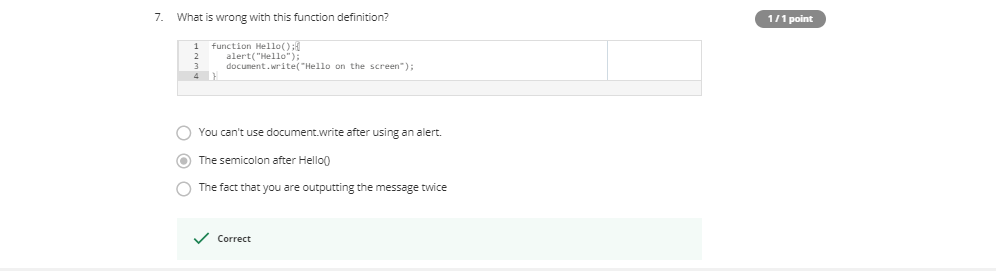 7. What is wrong with this function definition?
1 / 1 point
1 function Hello();{
2 alert("Hello");
3 document.write("Hello on the screen");
4 }
You can't use document.write after using an alert.
The semicolon after Hello()
The fact that you are outputting the message twice
Correct